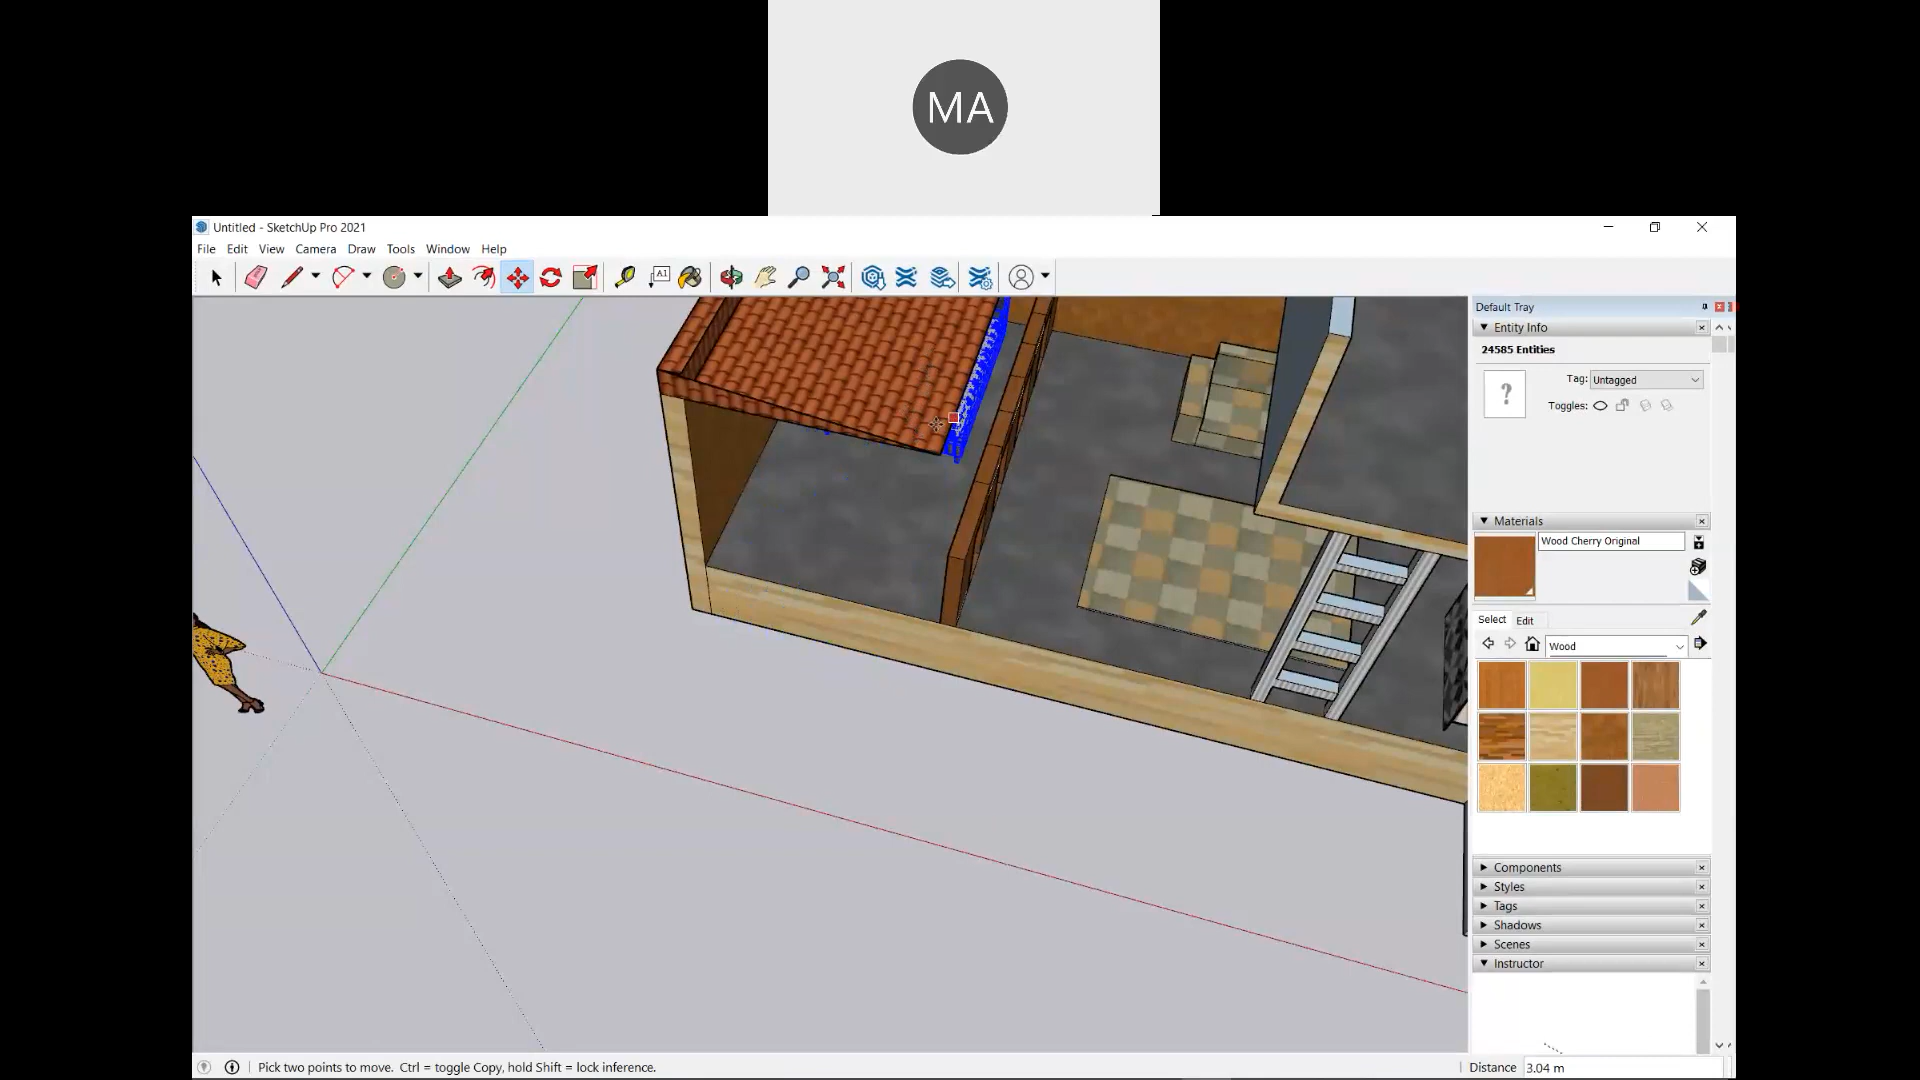 MA
Untitled - SketchUp Pro 2021
File Edit View Camera Draw Tools Window Help
A1
Default Tray
Entity Info
24585 Entities
?
Tag: Untagged
Toggles:
Materials
Wood Cherry Original
Select Edit
Wood
Components
Styles
Tags
Shadows
Scenes
Instructor
Pick two points to move. Ctrl = toggle Copy, hold Shift = lock inference.
Distance 3.04 m